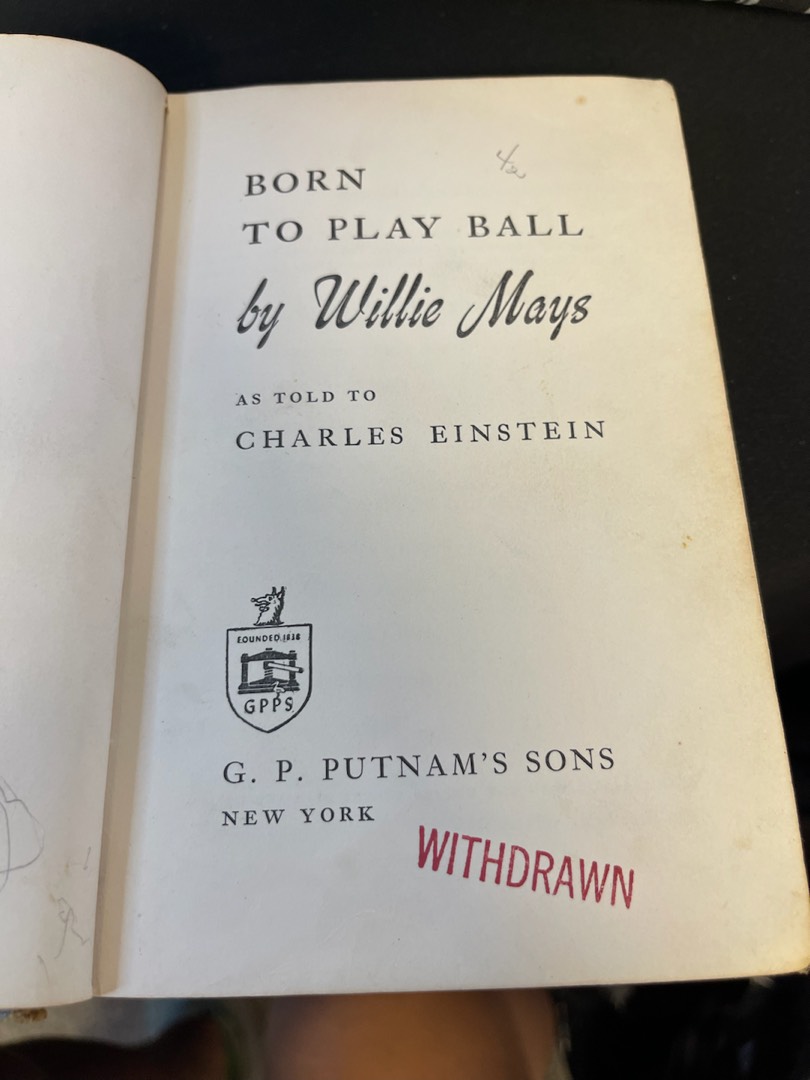 BORN
TO PLAY BALL
by Willie Mays
AS TOLD TO
CHARLES EINSTEIN
FOUNDED 1838
GPPS
G. P. PUTNAM'S SONS
NEW YORK
WITHDRAWN